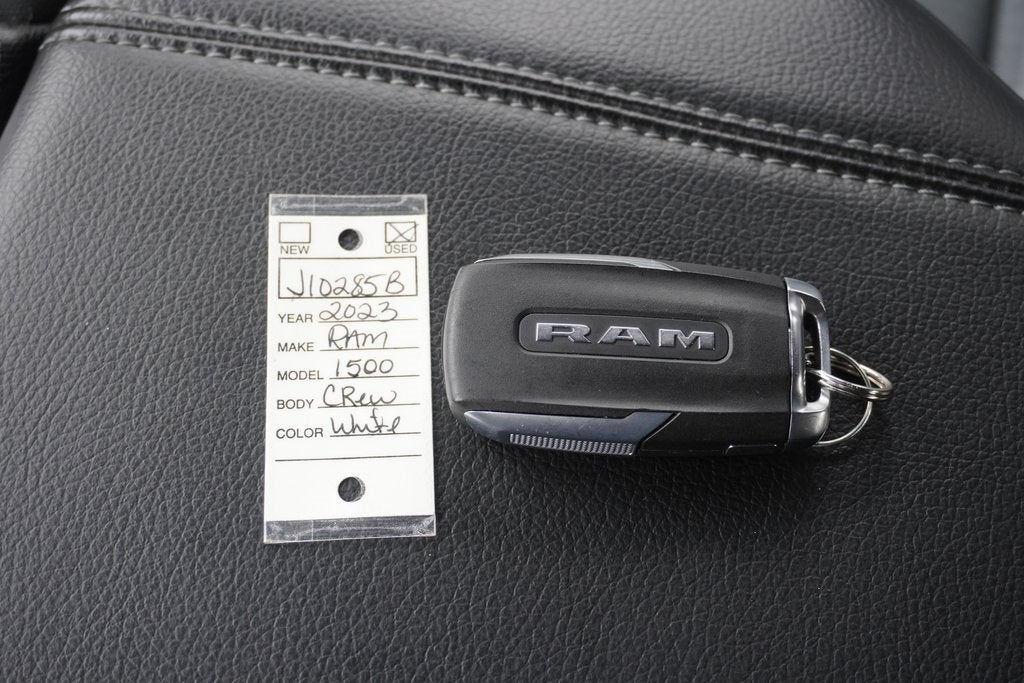 NEW USED
J10285B
YEAR 2023
MAKE RAM
MODEL 1500
BODY CRew
COLOR White
RAM